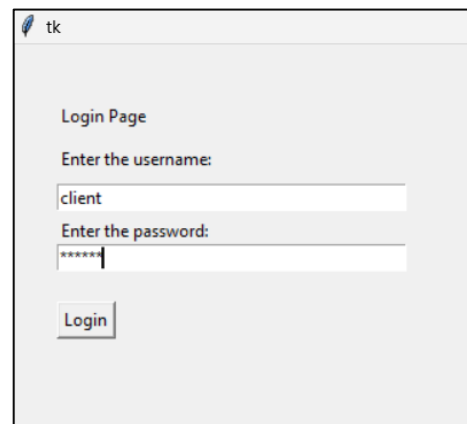 tk
Login Page
Enter the username:
client
Enter the password:
******
Login